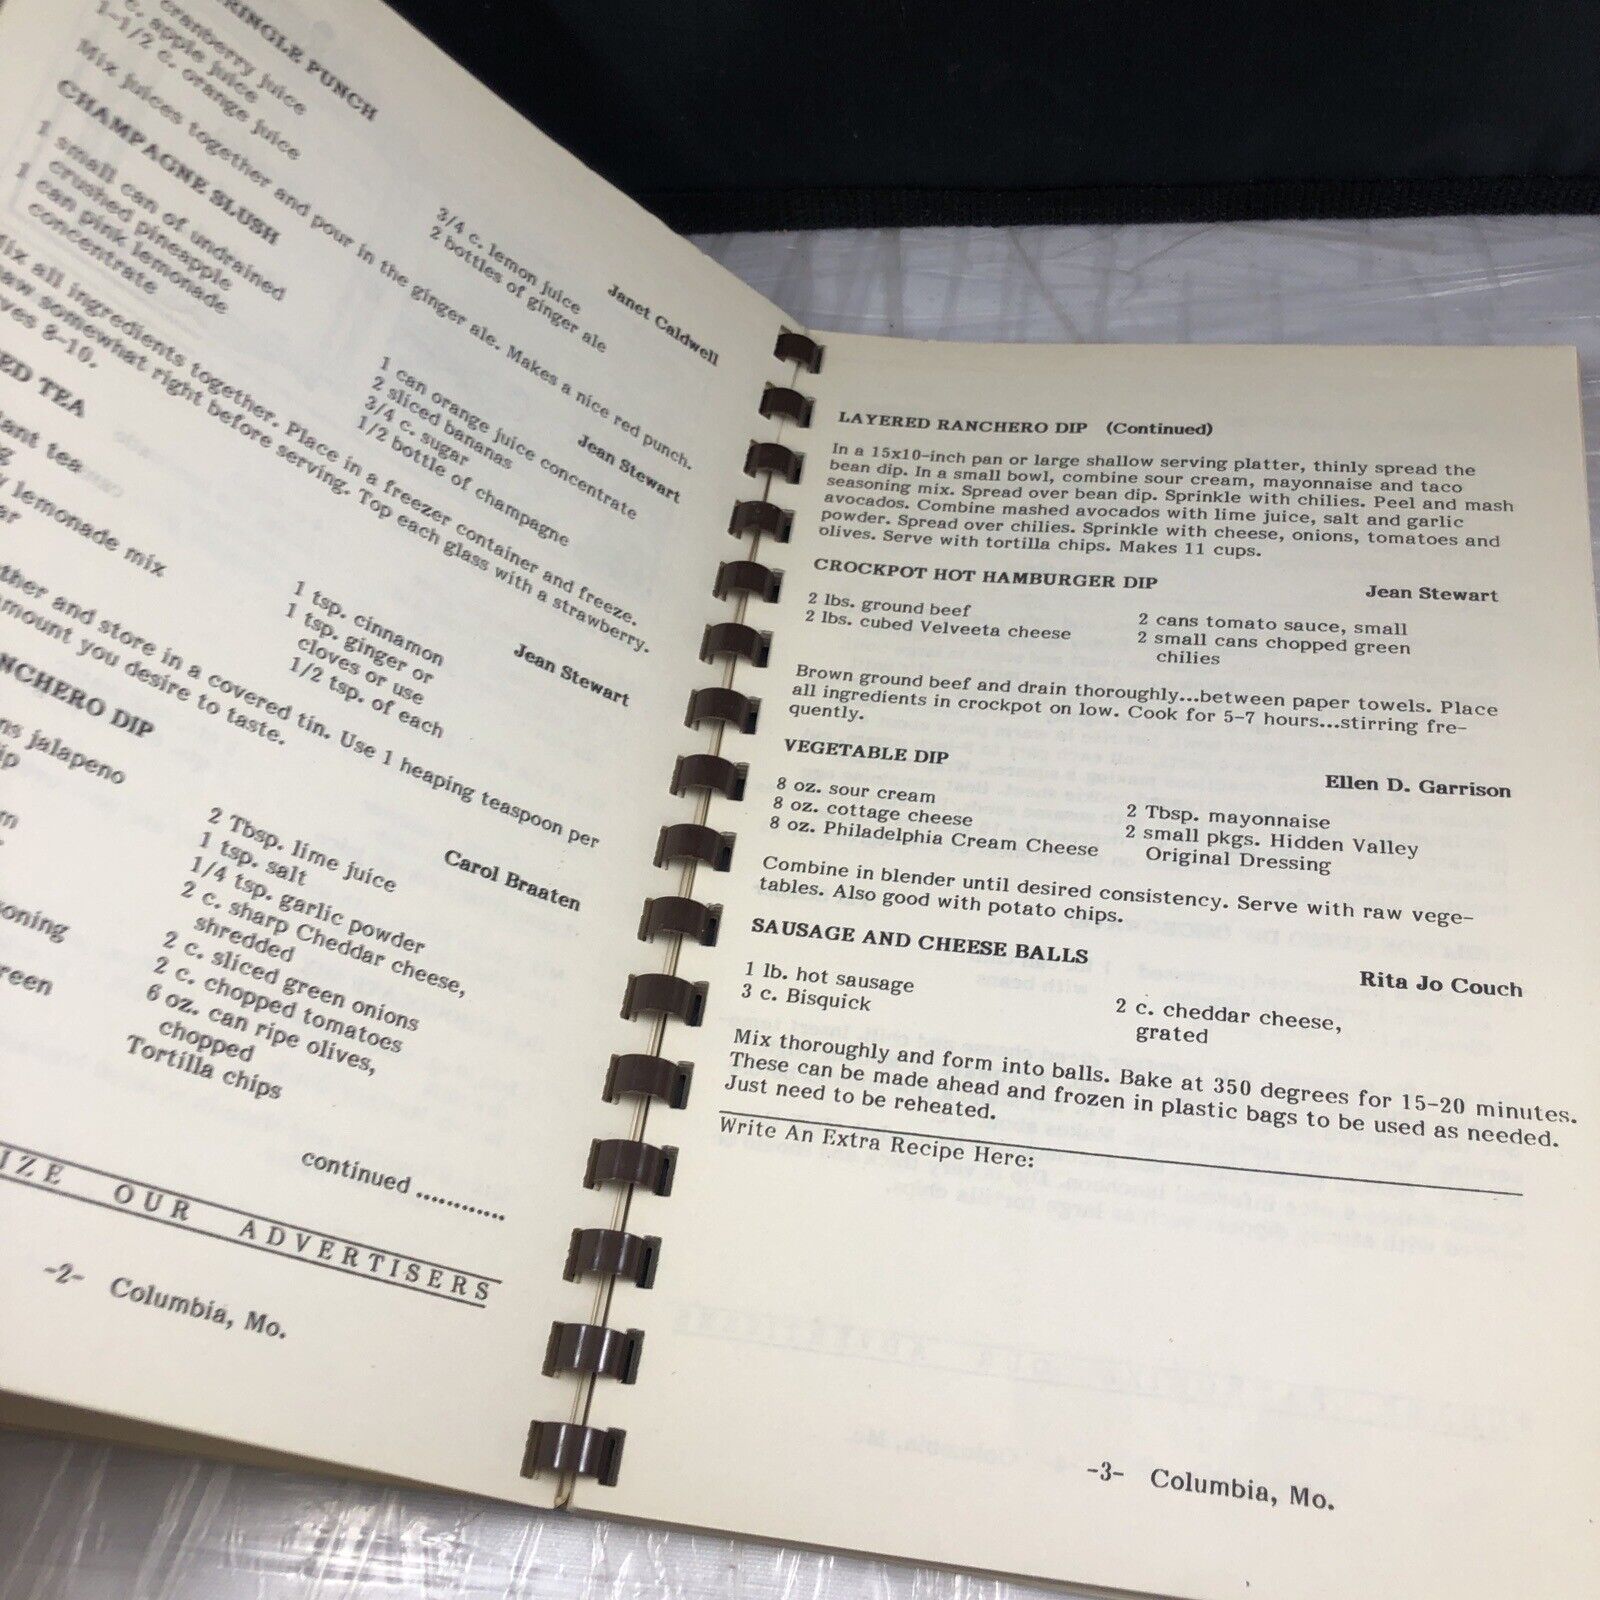 KRINGLE PUNCH
Janet Caldwell
cranberry juice
c. apple juice
1-1/2 c. orange juice
3/4 c. lemon juice
2 bottles of ginger ale
Mix juices together and pour in the ginger ale. Makes a nice red punch.
CHAMPAGNE SLUSH
Jean Stewart
1 small can of undrained
crushed pineapple
1 can pink lemonade
concentrate
1 can orange juice concentrate
2 sliced bananas
3/4 c. sugar
1/2 bottle of champagne
Mix all ingredients together. Place in a freezer container and freeze.
somewhat right before serving. Top each glass with a strawberry.
8-10.
TEA
Jean Stewart
tea
lemonade mix
1 tsp. cinnamon
1 tsp. ginger or
cloves or use
1/2 tsp. of each
and store in a covered tin. Use 1 heaping teaspoon per
amount you desire to taste.
RANCHERO DIP
Carol Braaten
jalapeno
2 Tbsp. lime juice
1 tsp. salt
1/4 tsp. garlic powder
2 c. sharp Cheddar cheese,
shredded
2 c. sliced green onions
2 c. chopped tomatoes
6 oz. can ripe olives,
chopped
Tortilla chips
continued ............
OUR ADVERTISERS
-2- Columbia, Mo.
LAYERED RANCHERO DIP (Continued)
In a 15x10-inch pan or large shallow serving platter, thinly spread the
bean dip. In a small bowl, combine sour cream, mayonnaise and taco
seasoning mix. Spread over bean dip. Sprinkle with chilies. Peel and mash
avocados. Combine mashed avocados with lime juice, salt and garlic
powder. Spread over chilies. Sprinkle with cheese, onions, tomatoes and
olives. Serve with tortilla chips. Makes 11 cups.
CROCKPOT HOT HAMBURGER DIP
Jean Stewart
2 lbs. ground beef
2 lbs. cubed Velveeta cheese
2 cans tomato sauce, small
2 small cans chopped green
chilies
Brown ground beef and drain thoroughly...between paper towels. Place
all ingredients in crockpot on low. Cook for 5-7 hours...stirring fre-
quently.
VEGETABLE DIP
Ellen D. Garrison
8 oz. sour cream
8 oz. cottage cheese
8 oz. Philadelphia Cream Cheese
2 Tbsp. mayonnaise
2 small pkgs. Hidden Valley
Original Dressing
Combine in blender until desired consistency. Serve with raw vege-
tables. Also good with potato chips.
SAUSAGE AND CHEESE BALLS
Rita Jo Couch
1 lb. hot sausage
3 c. Bisquick
2 c. cheddar cheese,
grated
Mix thoroughly and form into balls. Bake at 350 degrees for 15-20 minutes.
These can be made ahead and frozen in plastic bags to be used as needed.
Just need to be reheated.
Write An Extra Recipe Here:
-3- Columbia, Mo.